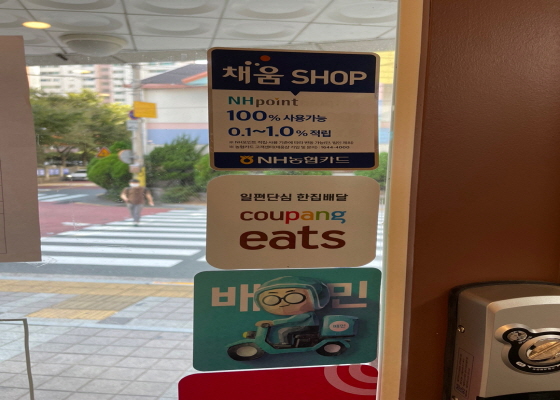 채움 SHOP
NHpoint
100% 사용가능
0.1~1.0% 적립
NH농협카드
일편단심 한집배달
coupang
eats
배 민